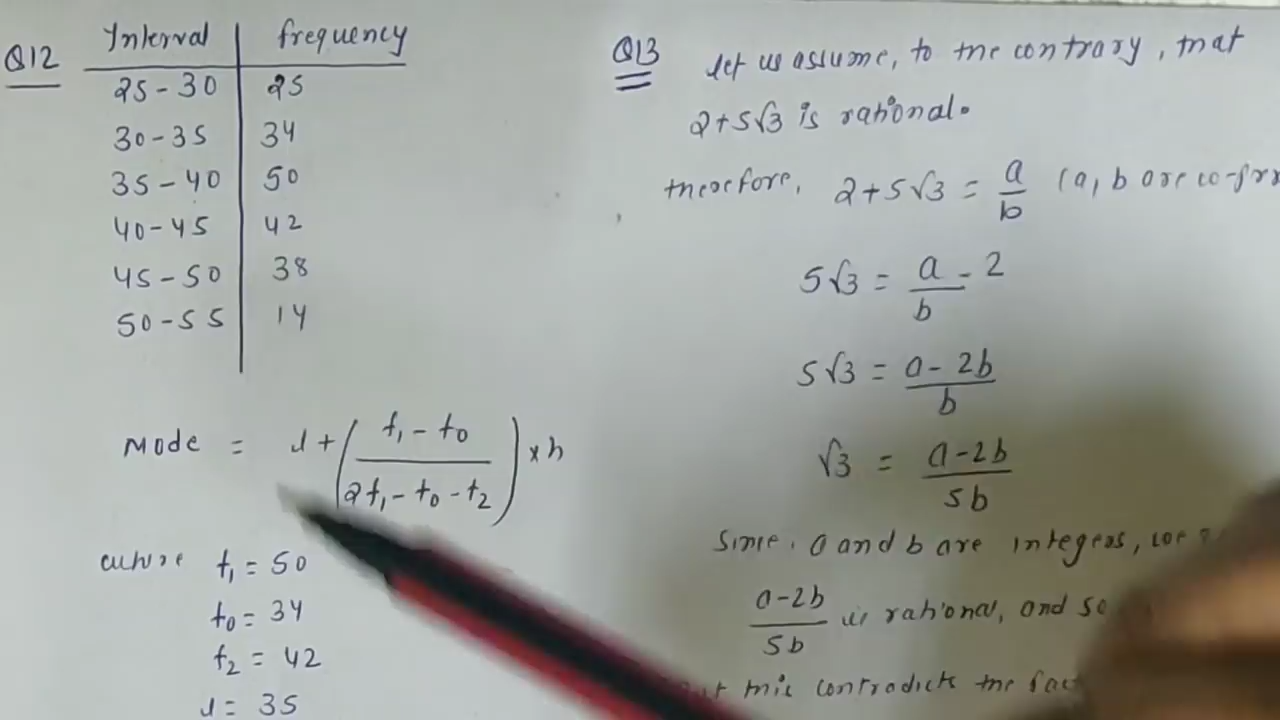 Q12
Interval frequency
25-30 25
30-35 34
35-40 50
40-45 42
45-50 38
50-55 14
Mode = l + ( (f₁ - f₀) / (2f₁ - f₀ - f₂) ) × h
where f₁ = 50
f₀ = 34
f₂ = 42
l = 35
Q13
let us assume, to the contrary, that
2+5√3 is rational.
therefore, 2+5√3 = a/b (a, b are co-
5√3 = a/b - 2
5√3 = (a-2b)/b
√3 = (a-2b)/5b
Since, a and b are integers,
(a-2b)/5b is rational, and so
this contradicts the